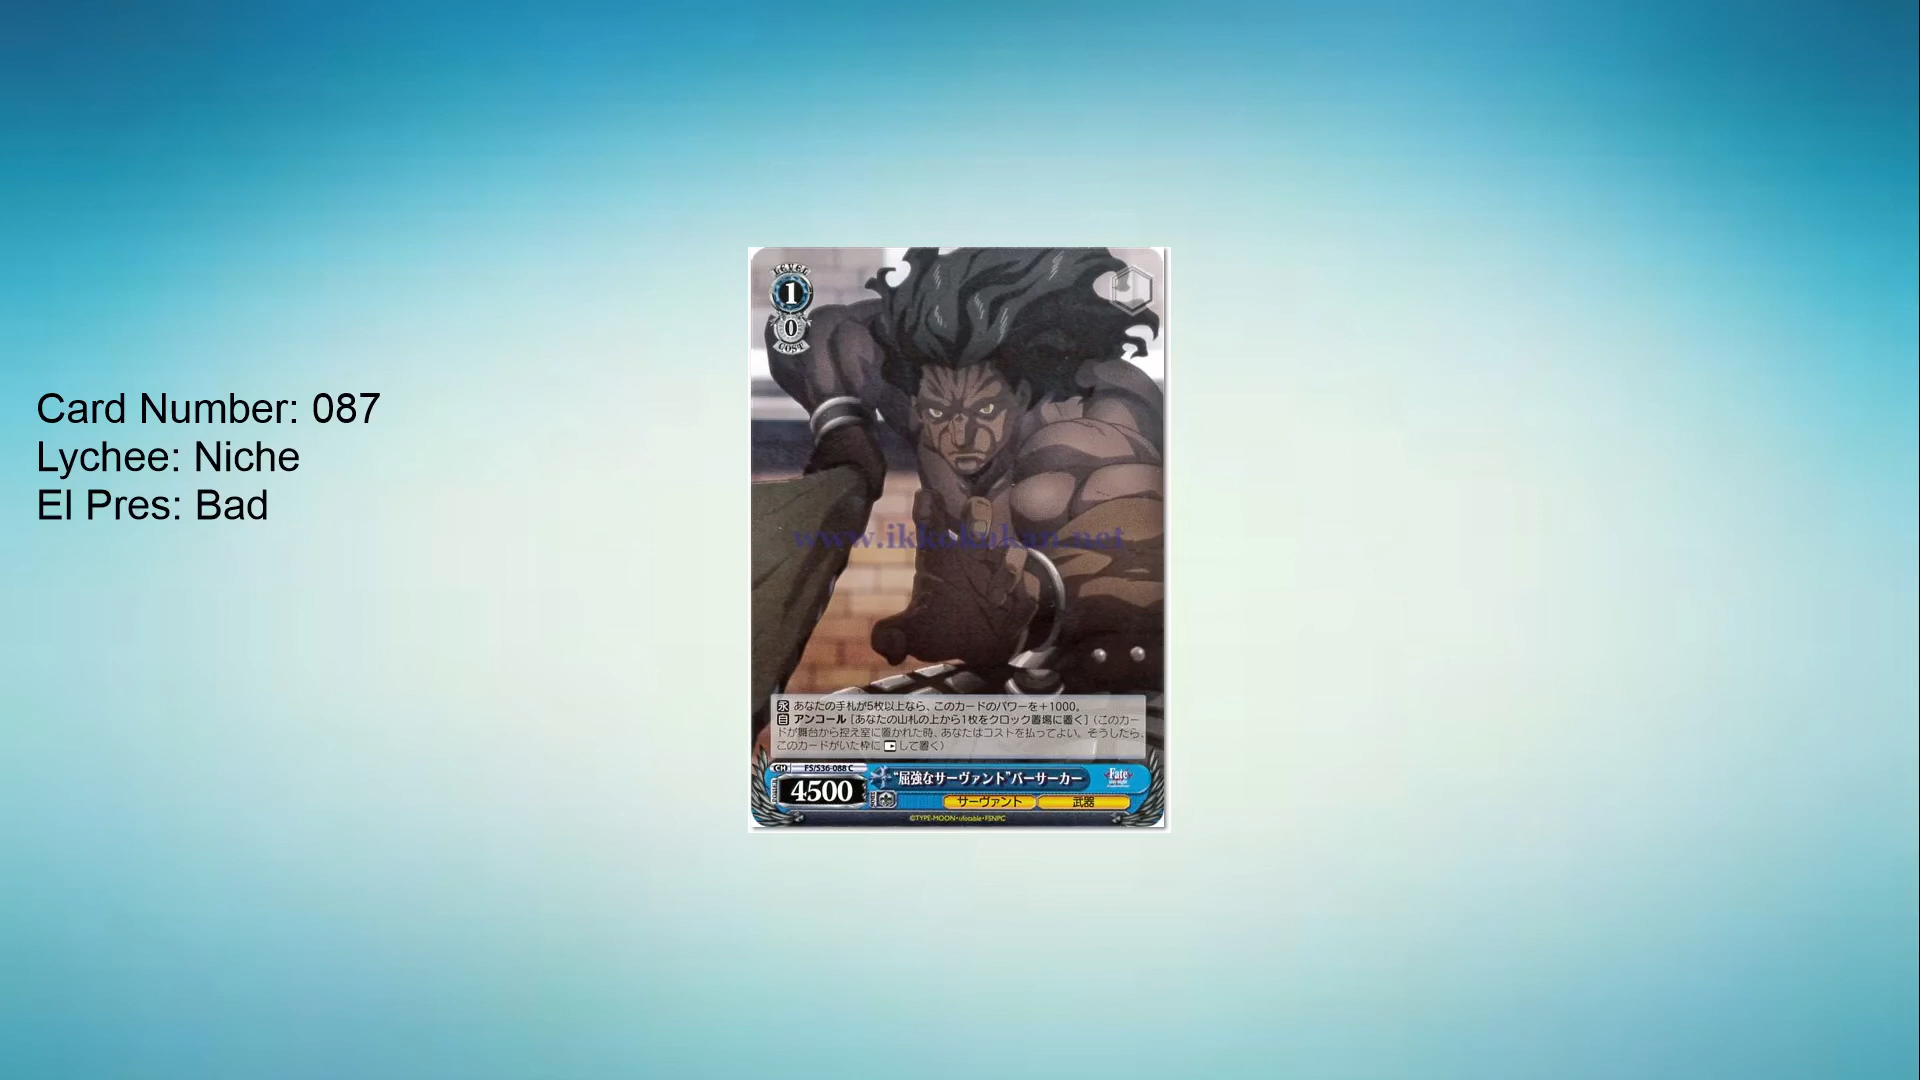 Card Number: 087
Lychee: Niche
El Pres: Bad
LEVEL
1
0
COST
www.ikkokukan.net
永 あなたの手札が5枚以上なら、このカードのパワーを+1000。
自 アンコール [あなたの山札の上から1枚をクロック置場に置く](このカー
ドが舞台から控え室に置かれた時、あなたはコストを払ってよい。そうしたら、
このカードがいた枠に して置く)
CH FS/S36-088 C
4500
“屈強なサーヴァント”バーサーカー
Fate
サーヴァント 武器
©TYPE-MOON・ufotable・FSNPC